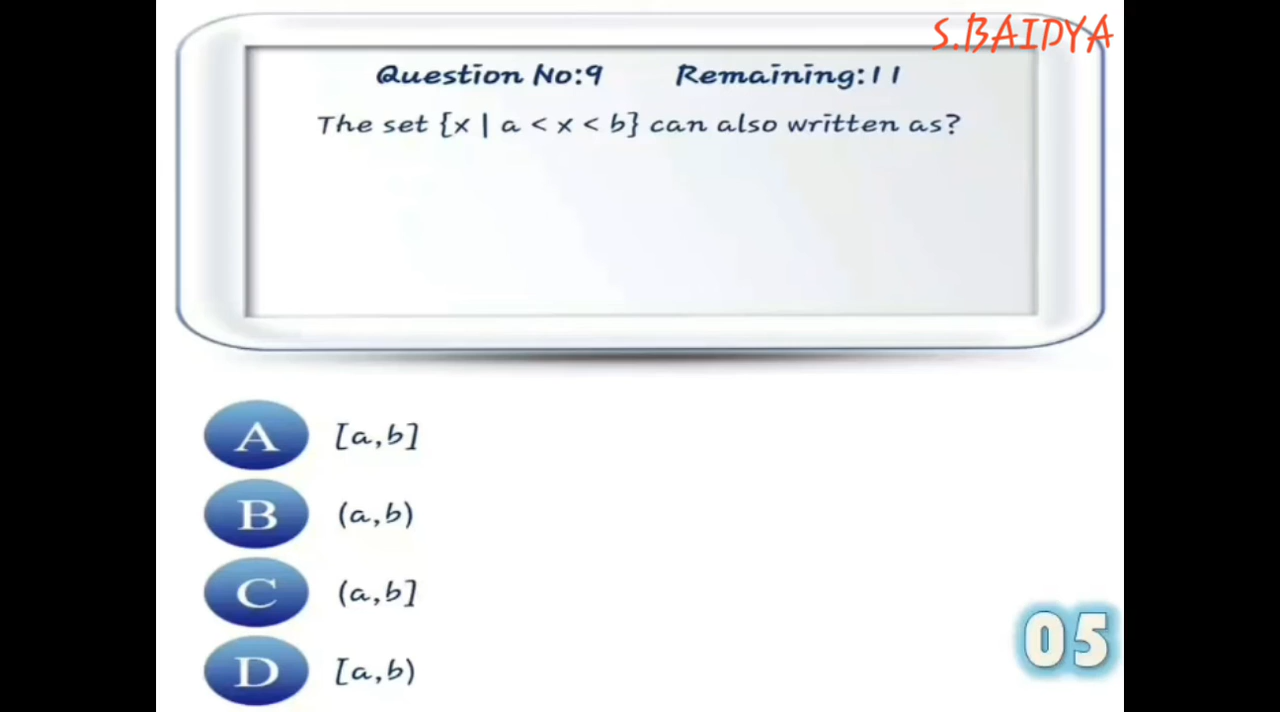 S.BAIDYA
Question No:9 Remaining:11
The set {x | a < x < b} can also written as?
A [a,b]
B (a,b)
C (a,b]
D [a,b)
05